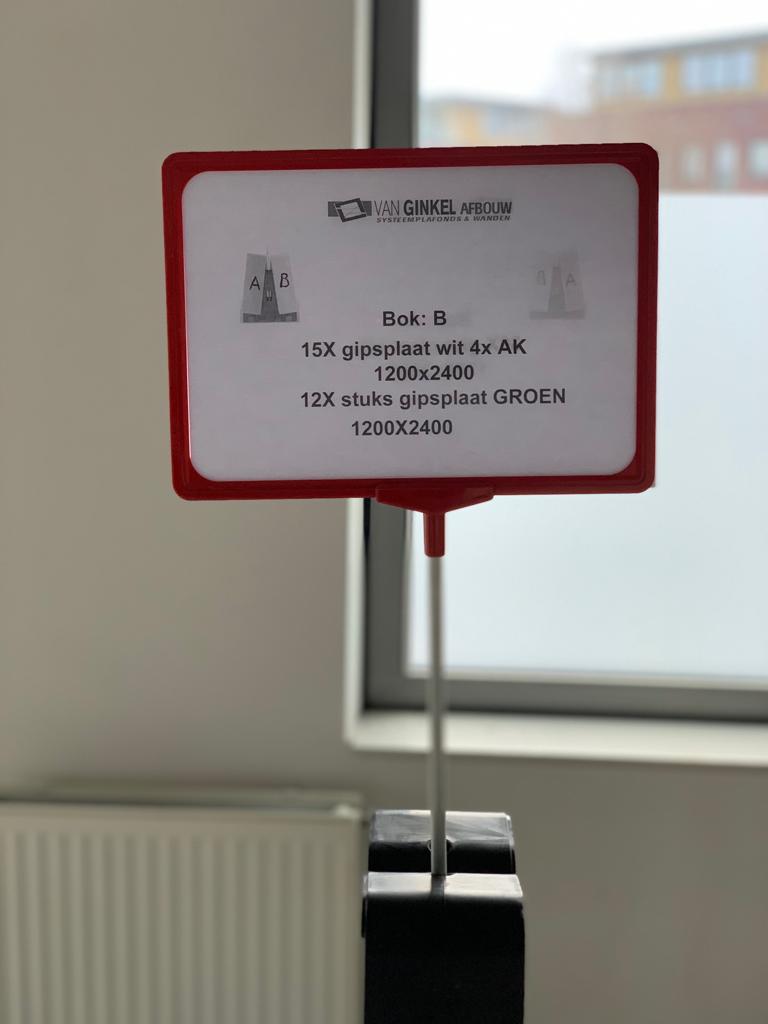 VAN GINKEL AFBOUW
SYSTEEMPLAFONDS & WANDEN
A B
B A
Bok: B
15X gipsplaat wit 4x AK
1200x2400
12X stuks gipsplaat GROEN
1200X2400